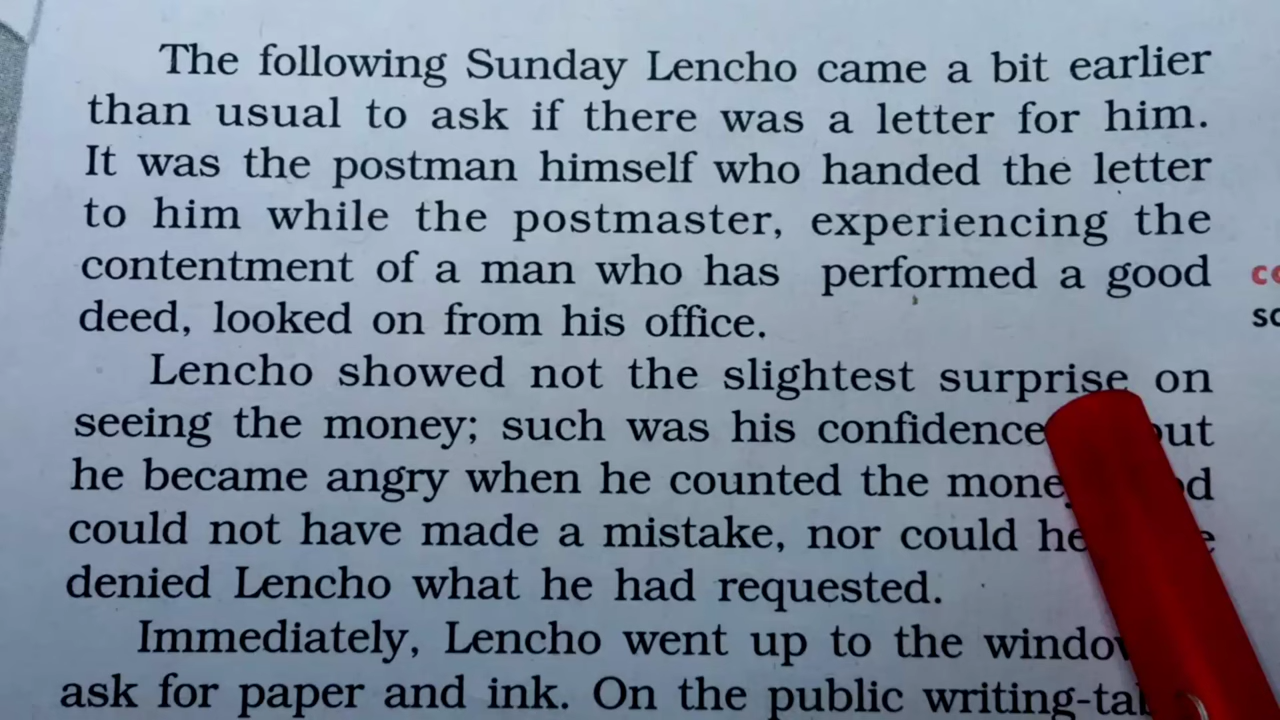 The following Sunday Lencho came a bit earlier
than usual to ask if there was a letter for him.
It was the postman himself who handed the letter
to him while the postmaster, experiencing the
contentment of a man who has performed a good
deed, looked on from his office.
Lencho showed not the slightest surprise on
seeing the money; such was his confidence
he became angry when he counted the
could not have made a mistake, nor could he
denied Lencho what he had requested.
Immediately, Lencho went up to the
ask for paper and ink. On the public